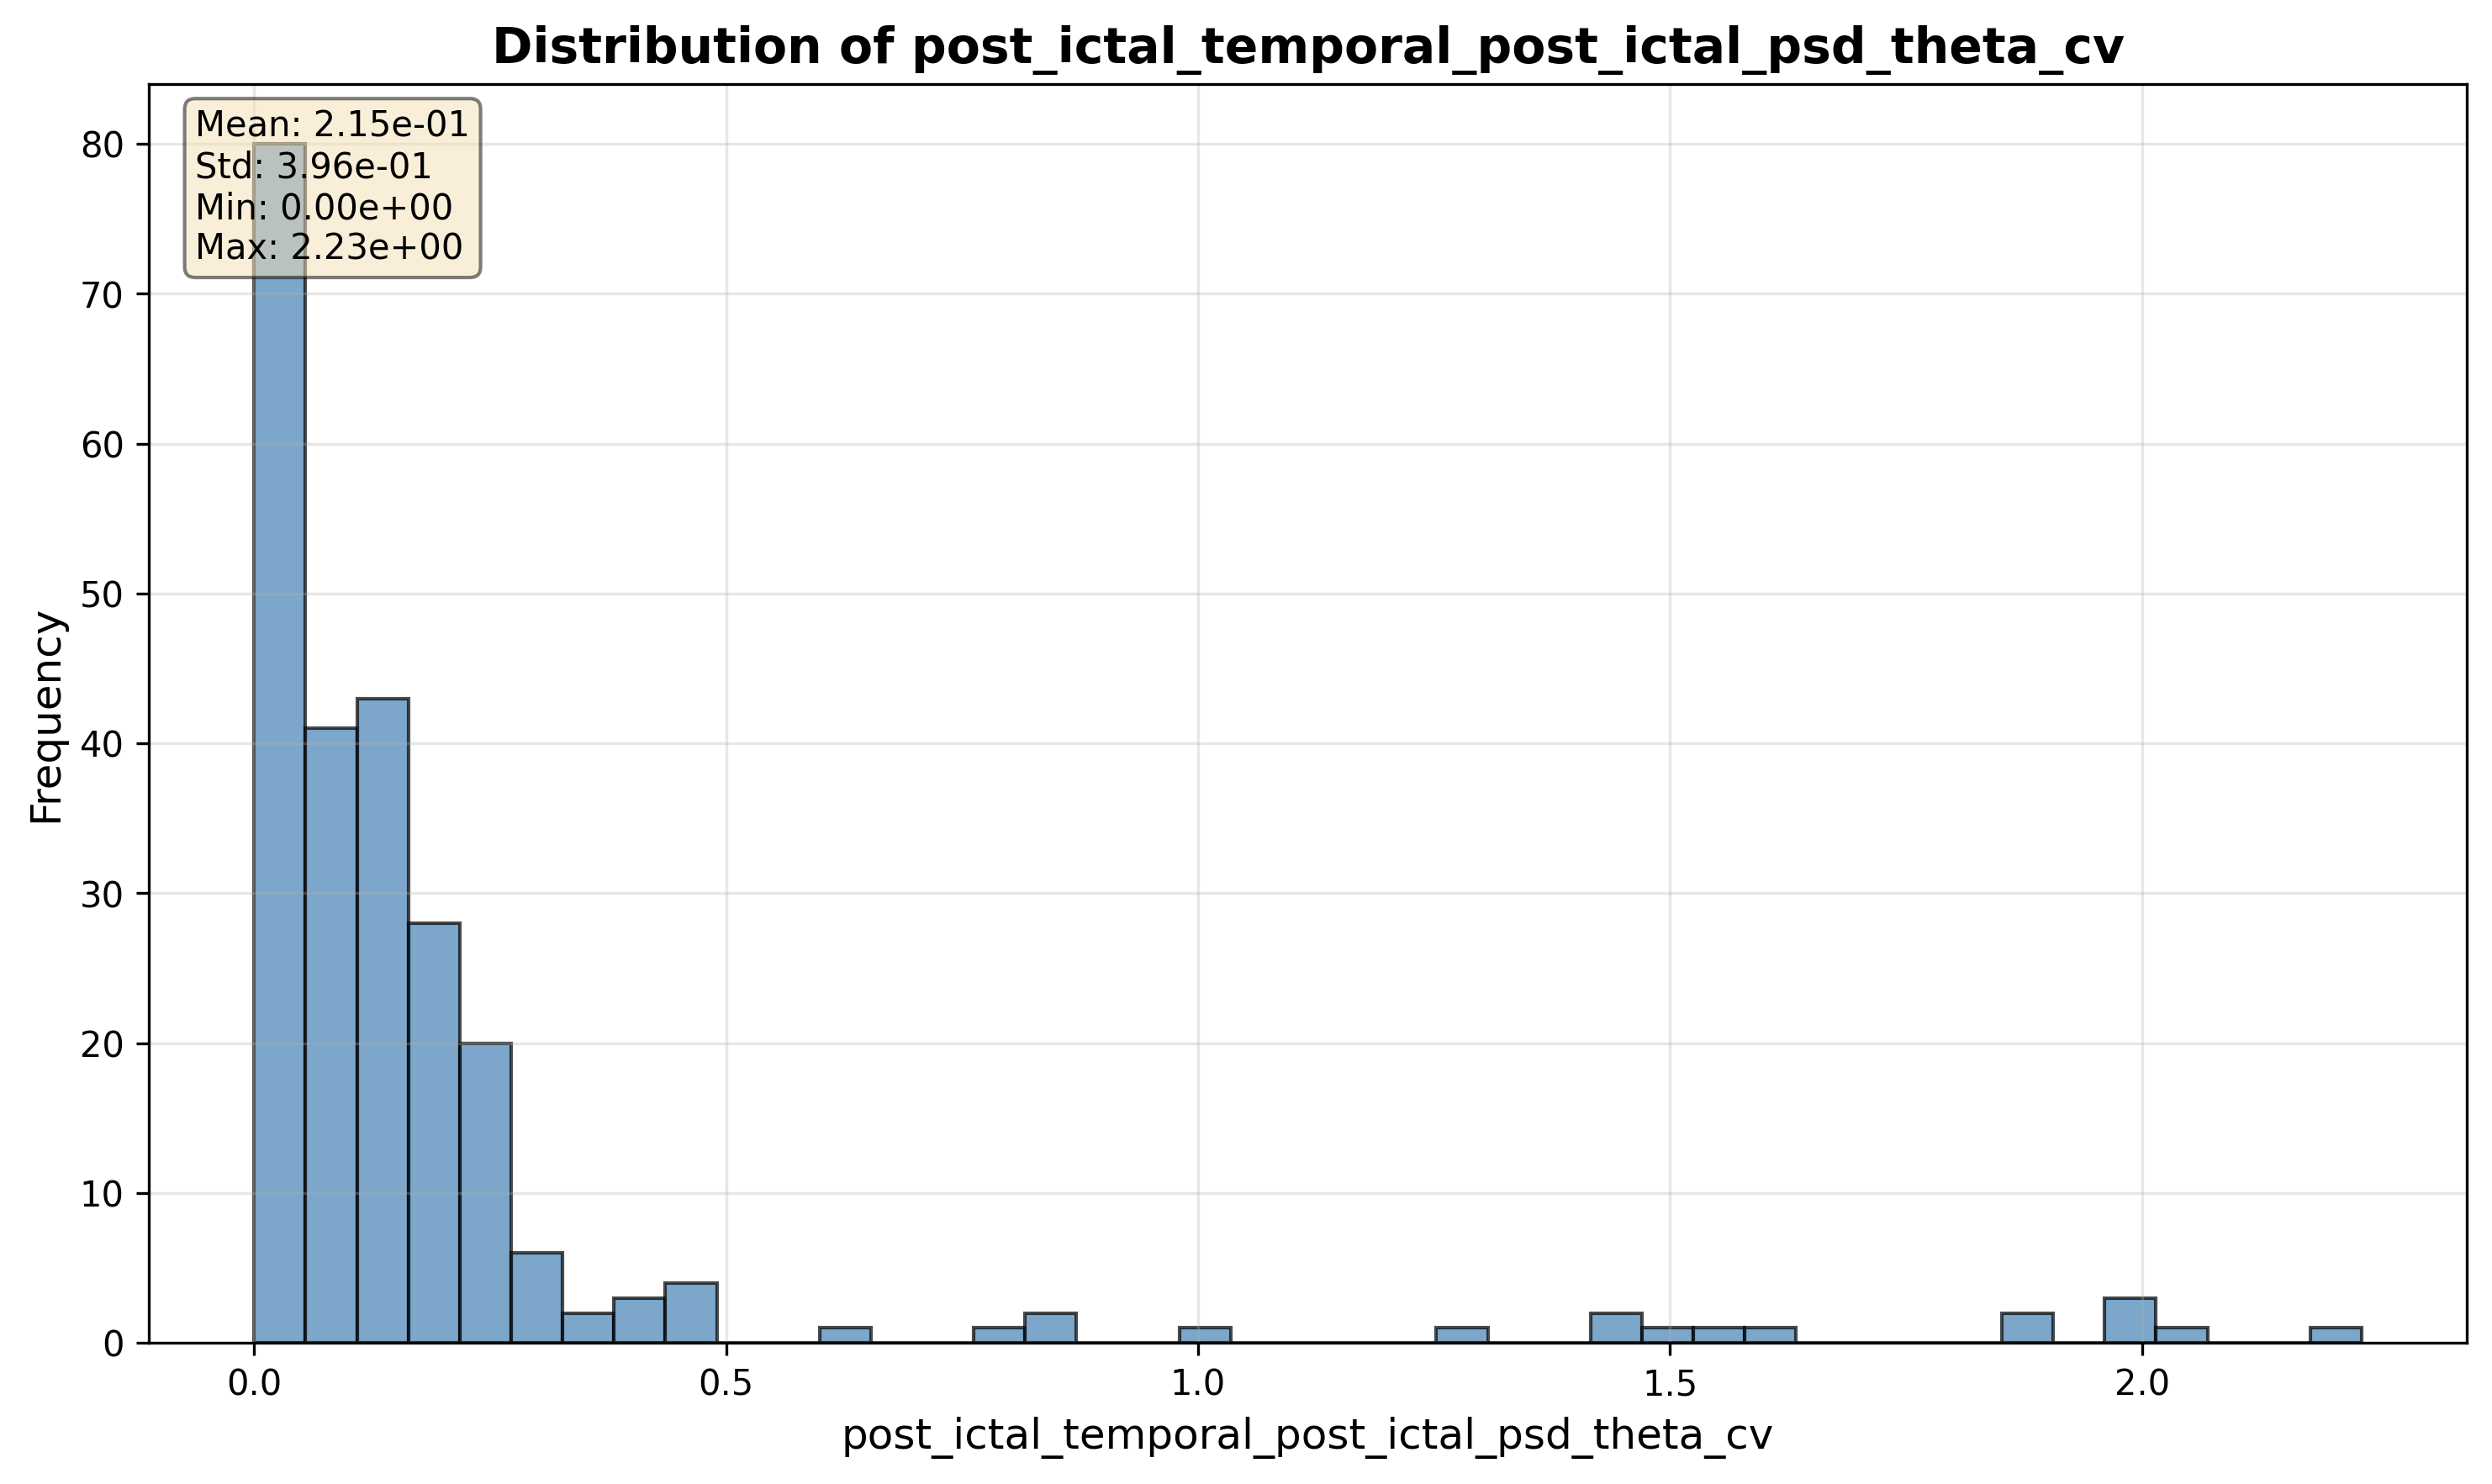 Distribution of post_ictal_temporal_post_ictal_psd_theta_cv
Mean: 2.15e-01
Std: 3.96e-01
Min: 0.00e+00
Max: 2.23e+00
80
70
60
50
40
30
20
10
0
Frequency
0.0 0.5 1.0 1.5 2.0
post_ictal_temporal_post_ictal_psd_theta_cv